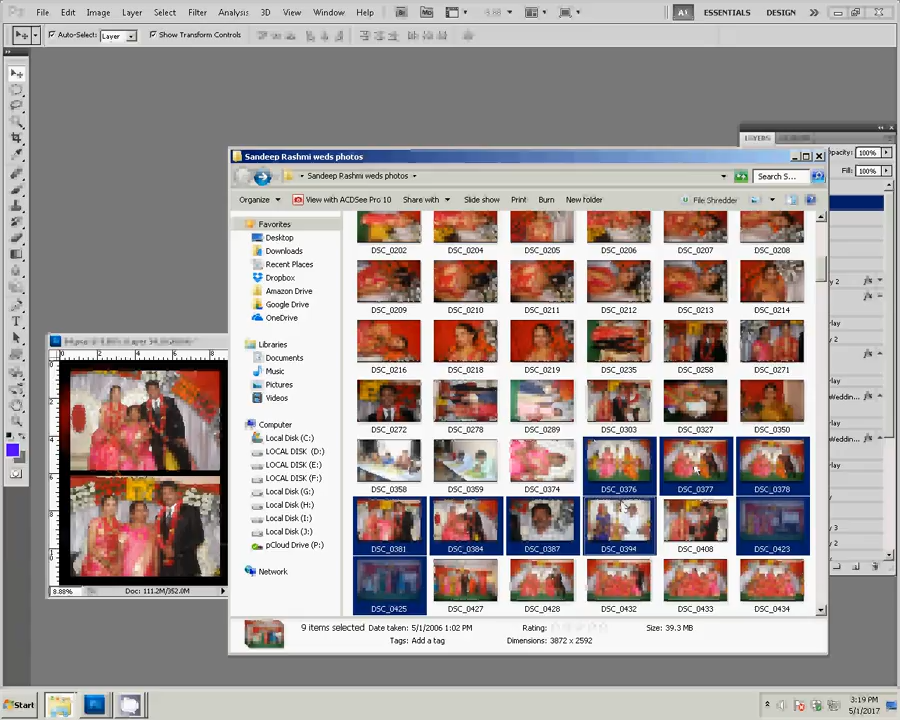 File Edit Image Layer Select Filter Analysis 3D View Window Help ESSENTIALS DESIGN
Auto-Select: Layer Show Transform Controls
LAYERS
Opacity: 100%
Fill: 100%
Sandeep Rashmi weds photos
Sandeep Rashmi weds photos Search S...
Organize View with ACDSee Pro 10 Share with Slide show Print Burn New folder File Shredder
Favorites
Desktop
Downloads
Recent Places
Dropbox
Amazon Drive
Google Drive
OneDrive
Libraries
Documents
Music
Pictures
Videos
Computer
Local Disk (C:)
LOCAL DISK (D:)
LOCAL DISK (E:)
LOCAL DISK (F:)
Local Disk (G:)
Local Disk (H:)
Local Disk (I:)
Local Disk (J:)
pCloud Drive (P:)
Network
DSC_0202 DSC_0204 DSC_0205 DSC_0206 DSC_0207 DSC_0208
DSC_0209 DSC_0210 DSC_0211 DSC_0212 DSC_0213 DSC_0214
DSC_0216 DSC_0218 DSC_0219 DSC_0235 DSC_0258 DSC_0271
DSC_0272 DSC_0278 DSC_0289 DSC_0303 DSC_0327 DSC_0350
DSC_0358 DSC_0359 DSC_0374 DSC_0376 DSC_0377 DSC_0378
DSC_0381 DSC_0384 DSC_0387 DSC_0394 DSC_0408 DSC_0423
DSC_0425 DSC_0427 DSC_0428 DSC_0432 DSC_0433 DSC_0434
9 items selected Date taken: 5/1/2006 1:02 PM Rating: Size: 39.3 MB
Tags: Add a tag Dimensions: 3872 x 2592
0 2 4 6 8
8.88% Doc: 111.2M/352.0M
Start
3:19 PM
5/1/2017